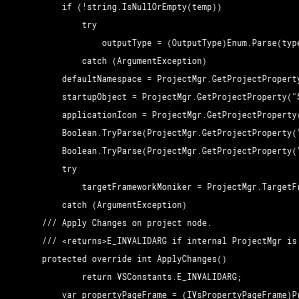 if (!string.IsNullOrEmpty(temp))
try
outputType = (OutputType)Enum.Parse(type
catch (ArgumentException)
defaultNamespace = ProjectMgr.GetProjectProperty
startupObject = ProjectMgr.GetProjectProperty("S
applicationIcon = ProjectMgr.GetProjectProperty(
Boolean.TryParse(ProjectMgr.GetProjectProperty("
Boolean.TryParse(ProjectMgr.GetProjectProperty("
try
targetFrameworkMoniker = ProjectMgr.TargetFr
catch (ArgumentException)
/// Apply Changes on project node.
/// <returns>E_INVALIDARG if internal ProjectMgr is
protected override int ApplyChanges()
return VSConstants.E_INVALIDARG;
var propertyPageFrame = (IVsPropertyPageFrame)Pr